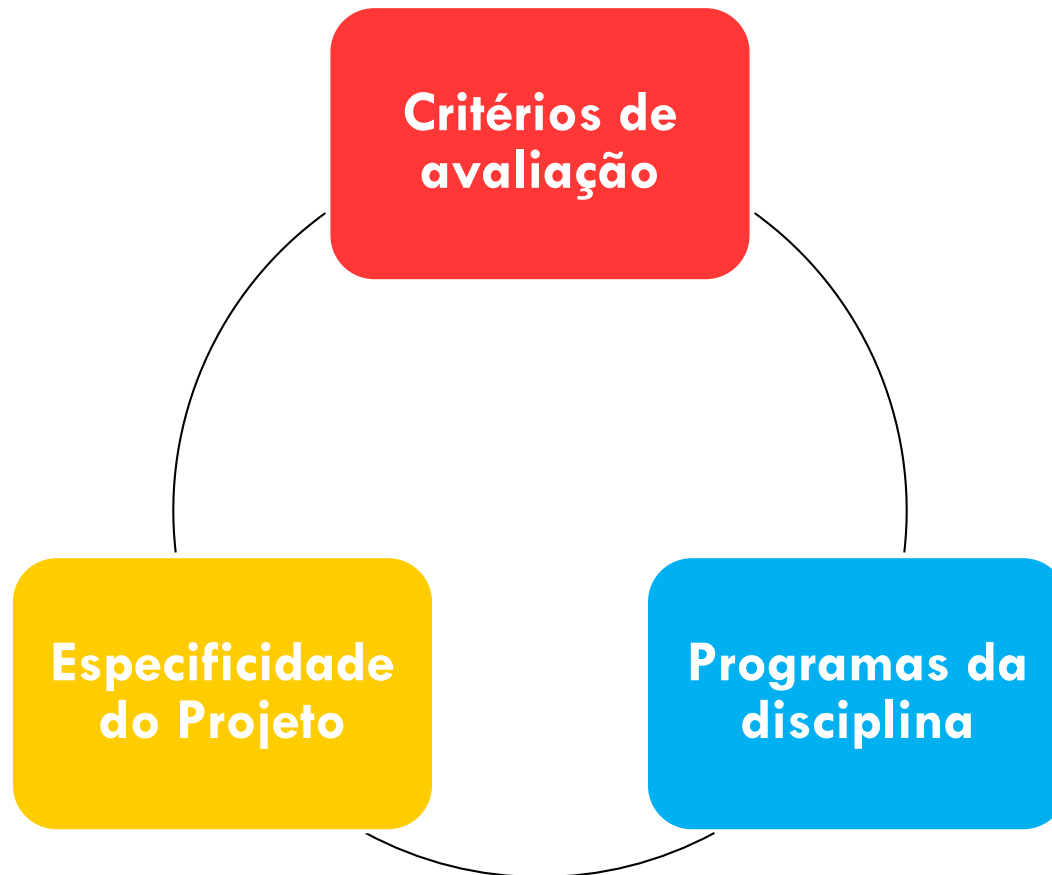 Critérios de
avaliação
Especificidade
do Projeto
Programas da
disciplina